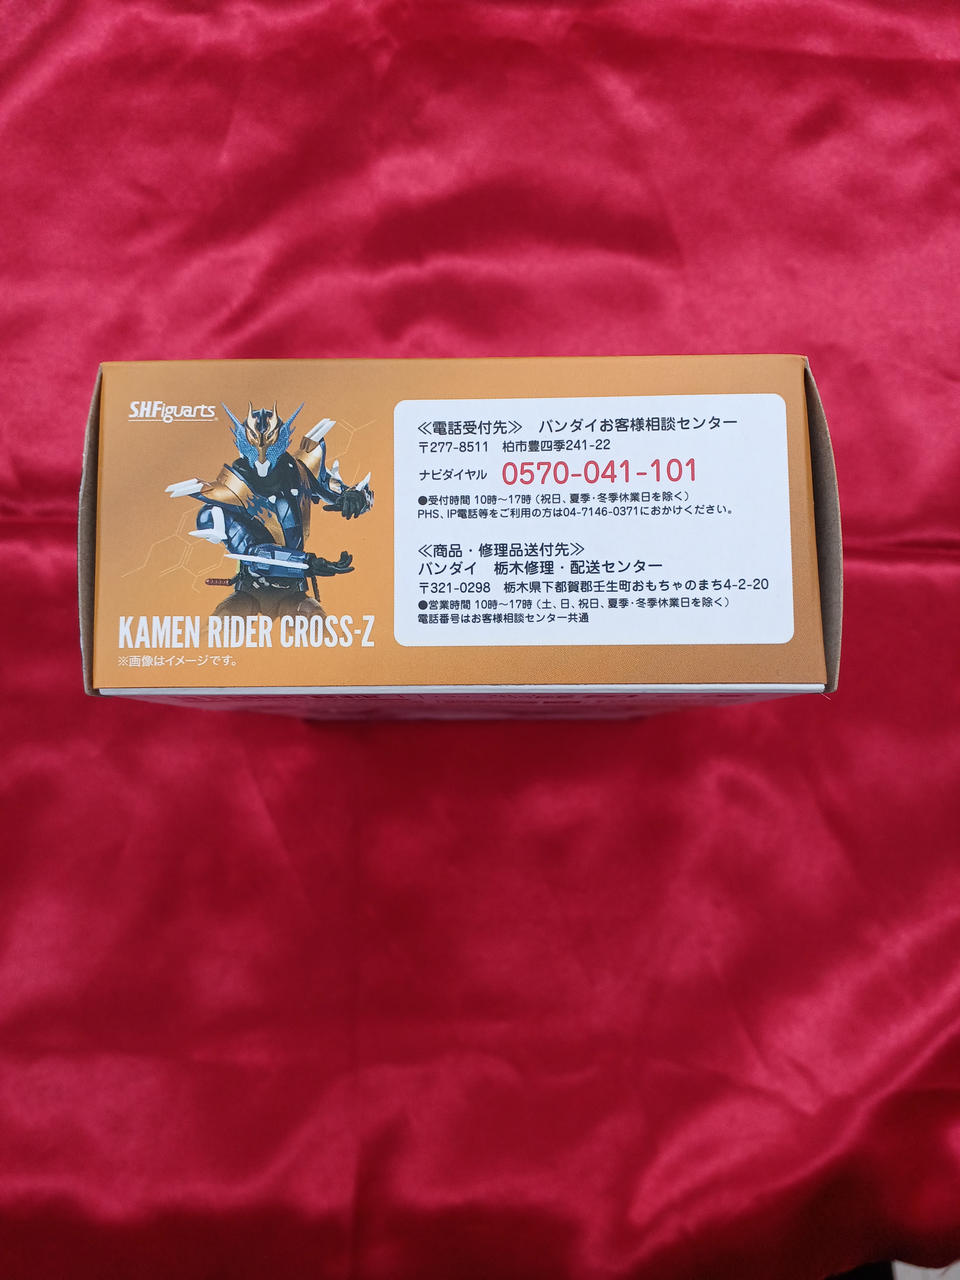 S.H.Figuarts
KAMEN RIDER CROSS-Z
※画像はイメージです。
≪電話受付先≫ バンダイお客様相談センター
〒277-8511 柏市豊四季241-22
ナビダイヤル 0570-041-101
●受付時間 10時～17時(祝日、夏季・冬季休業日を除く)
PHS、IP電話等をご利用の方は04-7146-0371におかけください。
≪商品・修理品送付先≫
バンダイ 栃木修理・配送センター
〒321-0298 栃木県下都賀郡壬生町おもちゃのまち4-2-20
●営業時間 10時～17時(土、日、祝日、夏季・冬季休業日を除く)
電話番号はお客様相談センター共通